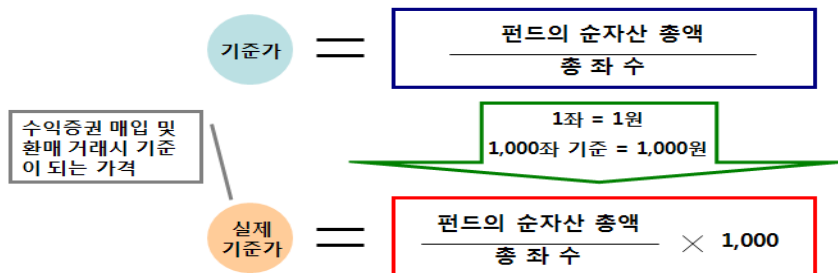 기준가
=
펀드의 순자산 총액
총 좌 수
수익증권 매입 및
환매 거래시 기준
이 되는 가격
1좌 = 1원
1,000좌 기준 = 1,000원
실제
기준가
=
펀드의 순자산 총액
총 좌 수
× 1,000